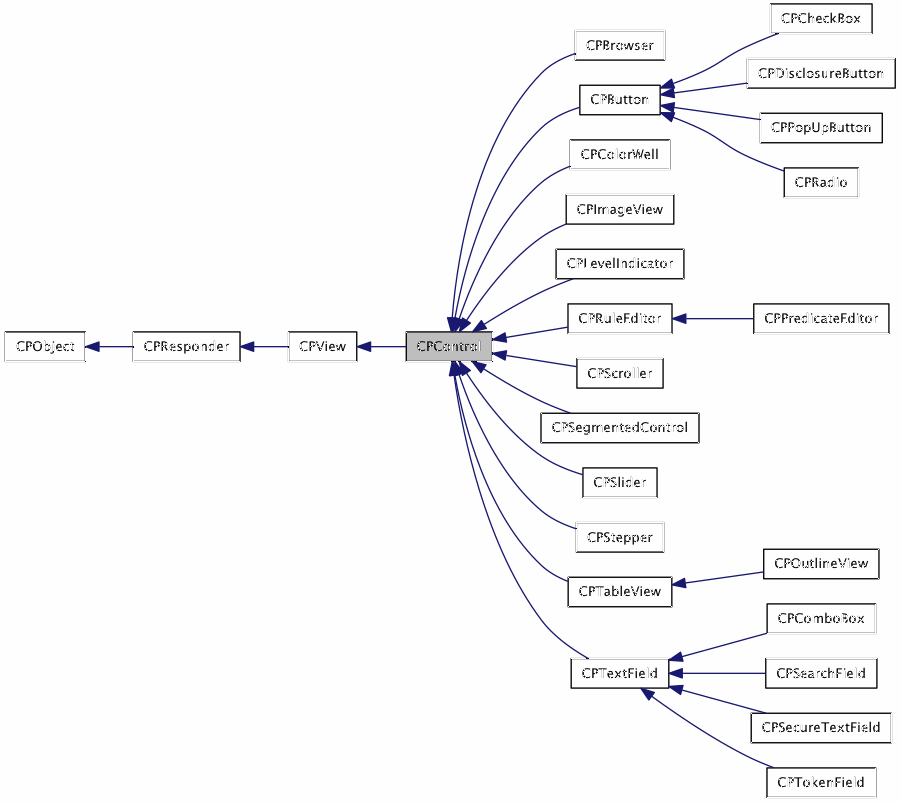 CPCheckBox
CPBrowser
CPDisclosureButton
CPButton
CPPopUpButton
CPColorWell
CPRadio
CPImageView
CPLevelIndicator
CPRuleEditor
CPPredicateEditor
CPObject
CPResponder
CPView
CPControl
CPScroller
CPSegmentedControl
CPSlider
CPStepper
CPOutlineView
CPTableView
CPComboBox
CPTextField
CPSearchField
CPSecureTextField
CPTokenField